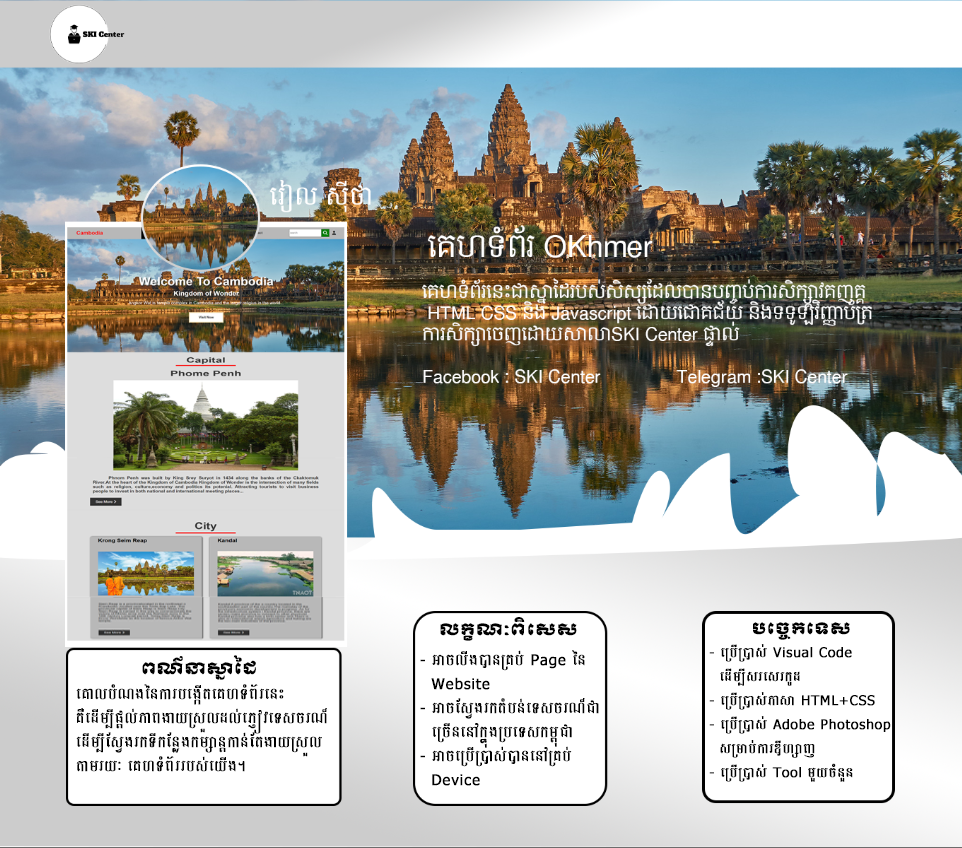 SKI Center
វៀល ស៊ីថា
គេហទំព័រ OKhmer
គេហទំព័រនេះជាស្នាដៃរបស់សិស្សដែលបានបញ្ចប់ការសិក្សាវគ្គញគ្គ
HTML CSS និង Javascript ដោយជោគជ័យ និងទទួលវិញ្ញាបត្រ
ការសិក្សាចេញដោយសាលាSKI Center ផ្ទាល់
Facebook : SKI Center
Telegram :SKI Center
Cambodia
Welcome To Cambodia
Kingdom of Wonder
Visit Now
Capital
Phome Penh
Phnom Penh was built by King Srey Suoyot in 1434 along the banks of the Chaktomuk
River.At the heart of the Kingdom of Cambodia Kingdom of Wonder is the intersection of many fields
such as religion, culture,economy and politics its potenial. Attracting tourists to visit business
people to invest in both national and international meeting places...
See More
City
Krong Seim Reap
Kandal
See More
See More
ពណ៌នាស្នាដៃ
គោលបំណងនៃការបង្កើតគេហទំព័រនេះ
គឺដើម្បីផ្ដល់ភាពងាយស្រួលដល់ភ្ញៀវទេសចរណ៍
ដើម្បីស្វែងរកទីកន្លែងកម្សាន្តកាន់តែងាយស្រួល
តាមរយៈ គេហទំព័ររបស់យើង។
លក្ខណៈពិសេស
- អាចលីងបានគ្រប់ Page នៃ
Website
- អាចស្វែងរកតំបន់ទេសចរណ៍ជា
ច្រើននៅក្នុងប្រទេសកម្ពុជា
- អាចប្រើប្រាស់បាននៅគ្រប់
Device
បច្ចេកទេស
- ប្រើប្រាស់ Visual Code
ដើម្បីសរសេរកូដ
- ប្រើប្រាស់ភាសា HTML+CSS
- ប្រើប្រាស់ Adobe Photoshop
សម្រាប់ការឌីហ្សាញ
- ប្រើប្រាស់ Tool មួយចំនួន